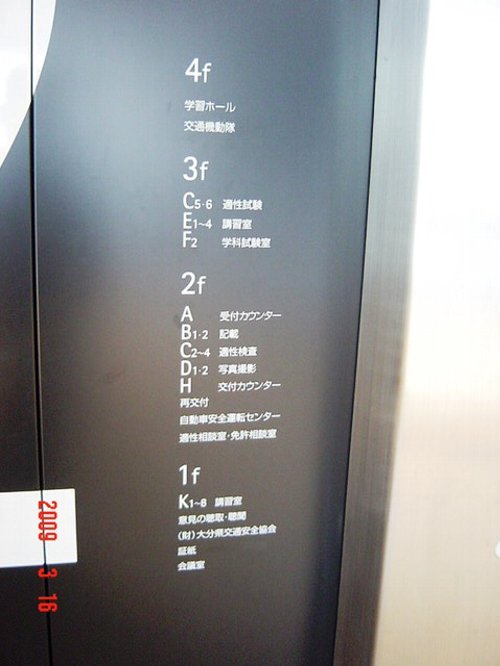 4f
学習ホール
交通機動隊
3f
C5·6 適性試験
E1~4 講習室
F2 学科試験室
2f
A 受付カウンター
B1·2 記載
C2~4 適性検査
D1·2 写真撮影
H 交付カウンター
再交付
自動車安全運転センター
適性相談室·免許相談室
1f
K1~8 講習室
意見の聴取·聴聞
(財)大分県交通安全協会
証紙
会議室
2009 3 16